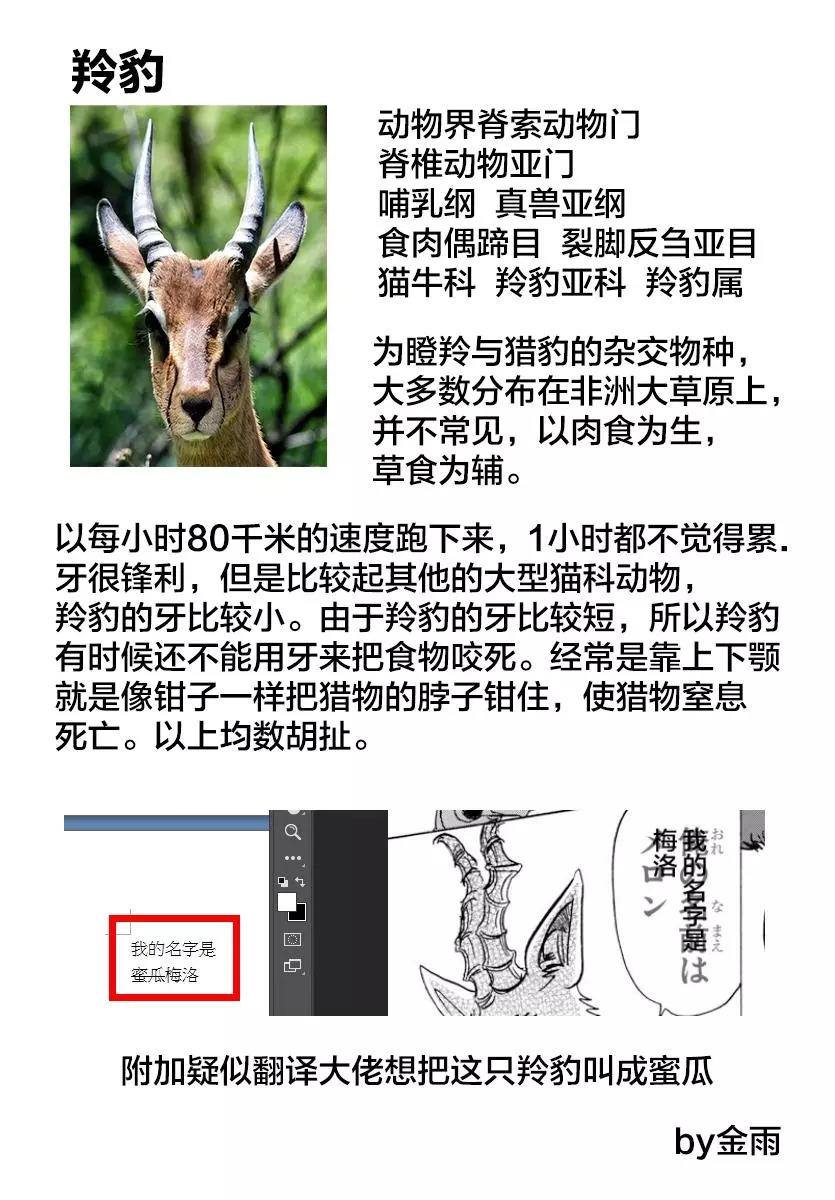 羚豹
动物界脊索动物门
脊椎动物亚门
哺乳纲 真兽亚纲
食肉偶蹄目 裂脚反刍亚目
猫牛科 羚豹亚科 羚豹属
为瞪羚与猎豹的杂交物种，
大多数分布在非洲大草原上，
并不常见，以肉食为生，
草食为辅。
以每小时80千米的速度跑下来，1小时都不觉得累.
牙很锋利，但是比较起其他的大型猫科动物，
羚豹的牙比较小。由于羚豹的牙比较短，所以羚豹
有时候还不能用牙来把食物咬死。经常是靠上下颚
就是像钳子一样把猎物的脖子钳住，使猎物窒息
死亡。以上均数胡扯。
我的名字是
蜜瓜梅洛
我的名字是
梅洛
俺の名前は
おれ
なまえ
メロン
附加疑似翻译大佬想把这只羚豹叫成蜜瓜
by金雨